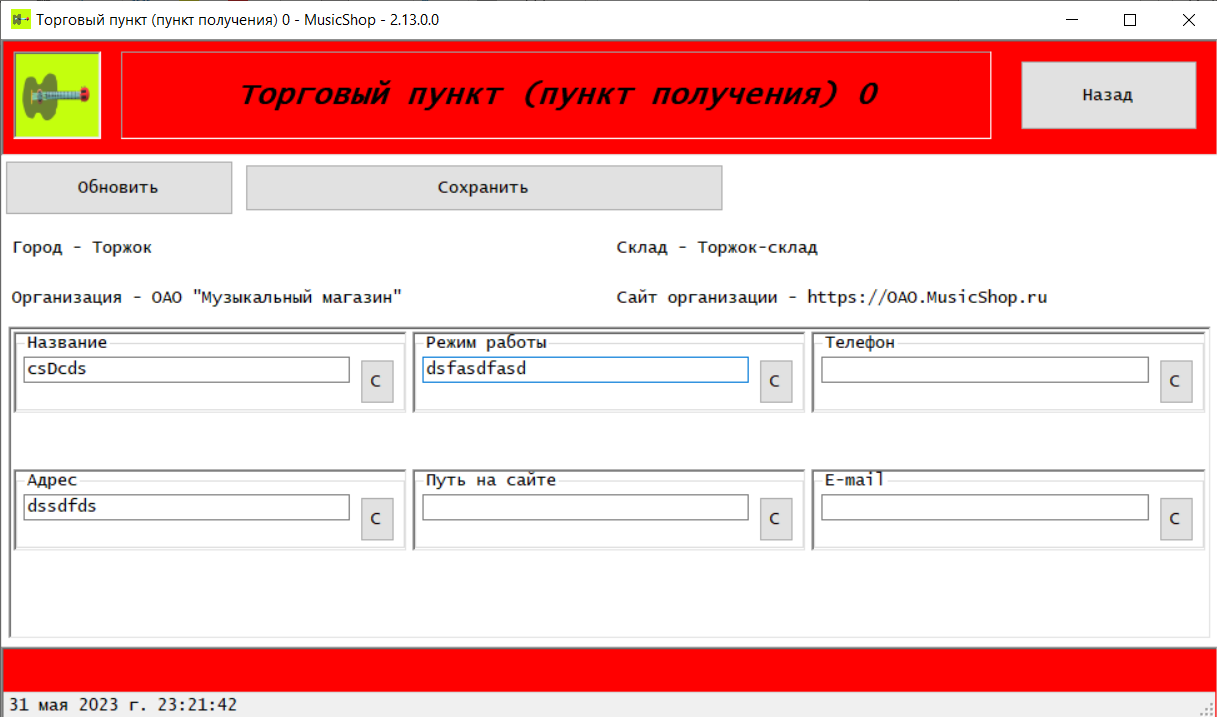 Торговый пункт (пункт получения) 0 - MusicShop - 2.13.0.0
Торговый пункт (пункт получения) 0
Назад
Обновить Сохранить
Город - Торжок Склад - Торжок-склад
Организация - ОАО "Музыкальный магазин" Сайт организации - https://ОАО.MusicShop.ru
Название Режим работы Телефон
csDcds С dsfasdfasd С С
Адрес Путь на сайте E-mail
dssdfds С С С
31 мая 2023 г. 23:21:42